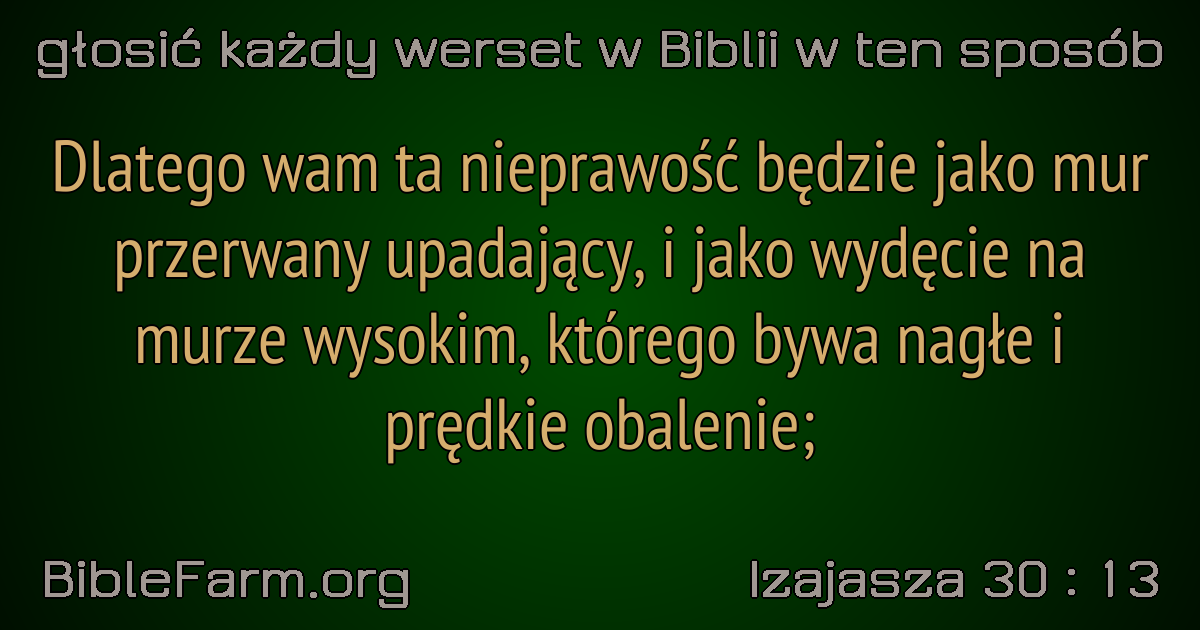 głosić każdy werset w Biblii w ten sposób
Dlatego wam ta nieprawość będzie jako mur
przerwany upadający, i jako wydęcie na
murze wysokim, którego bywa nagłe i
prędkie obalenie;
BibleFarm.org
Izajasza 30 : 13